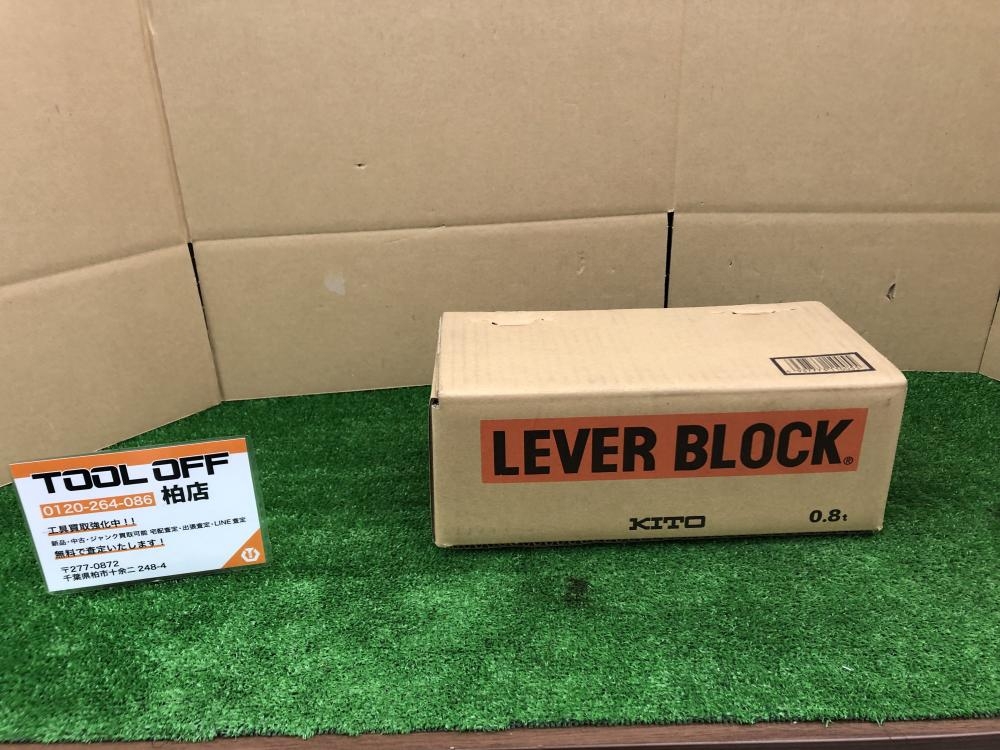 TOOL OFF
0120-264-086 柏店
工具買取強化中！！
新品・中古・ジャンク買取可能 宅配査定・出張査定・LINE査定
無料で査定いたします！
〒277-0872
千葉県柏市十余二 248-4
LEVER BLOCK®
KITO 0.8t